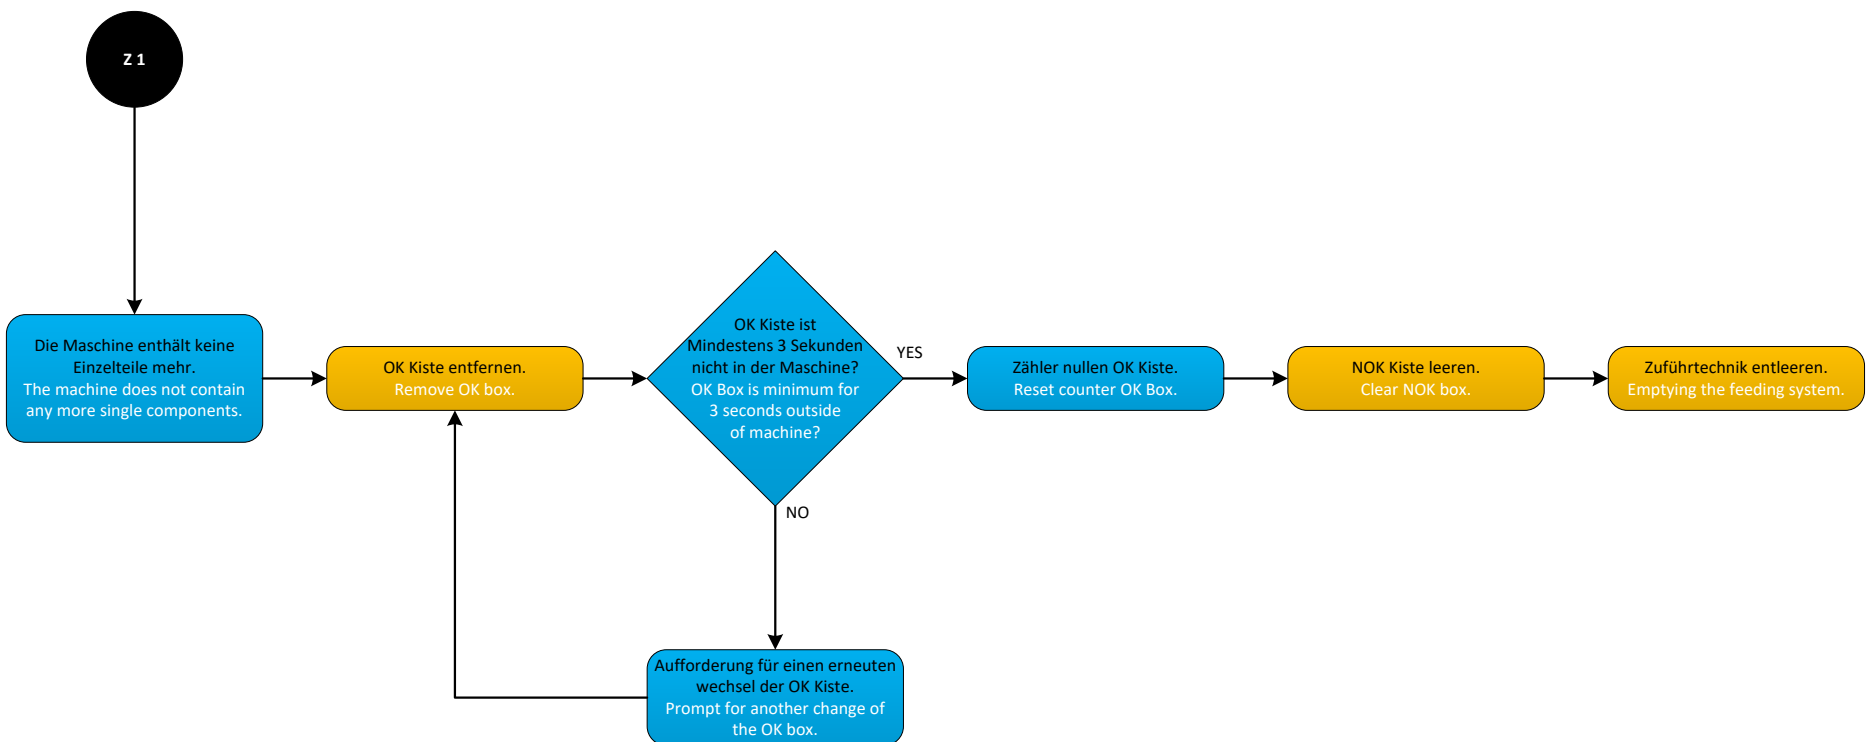 Z 1
Die Maschine enthält keine
Einzelteile mehr.
The machine does not contain
any more single components.
OK Kiste entfernen.
Remove OK box.
OK Kiste ist
Mindestens 3 Sekunden
nicht in der Maschine?
OK Box is minimum for
3 seconds outside
of machine?
YES
NO
Zähler nullen OK Kiste.
Reset counter OK Box.
NOK Kiste leeren.
Clear NOK box.
Zuführtechnik entleeren.
Emptying the feeding system.
Aufforderung für einen erneuten
wechsel der OK Kiste.
Prompt for another change of
the OK box.